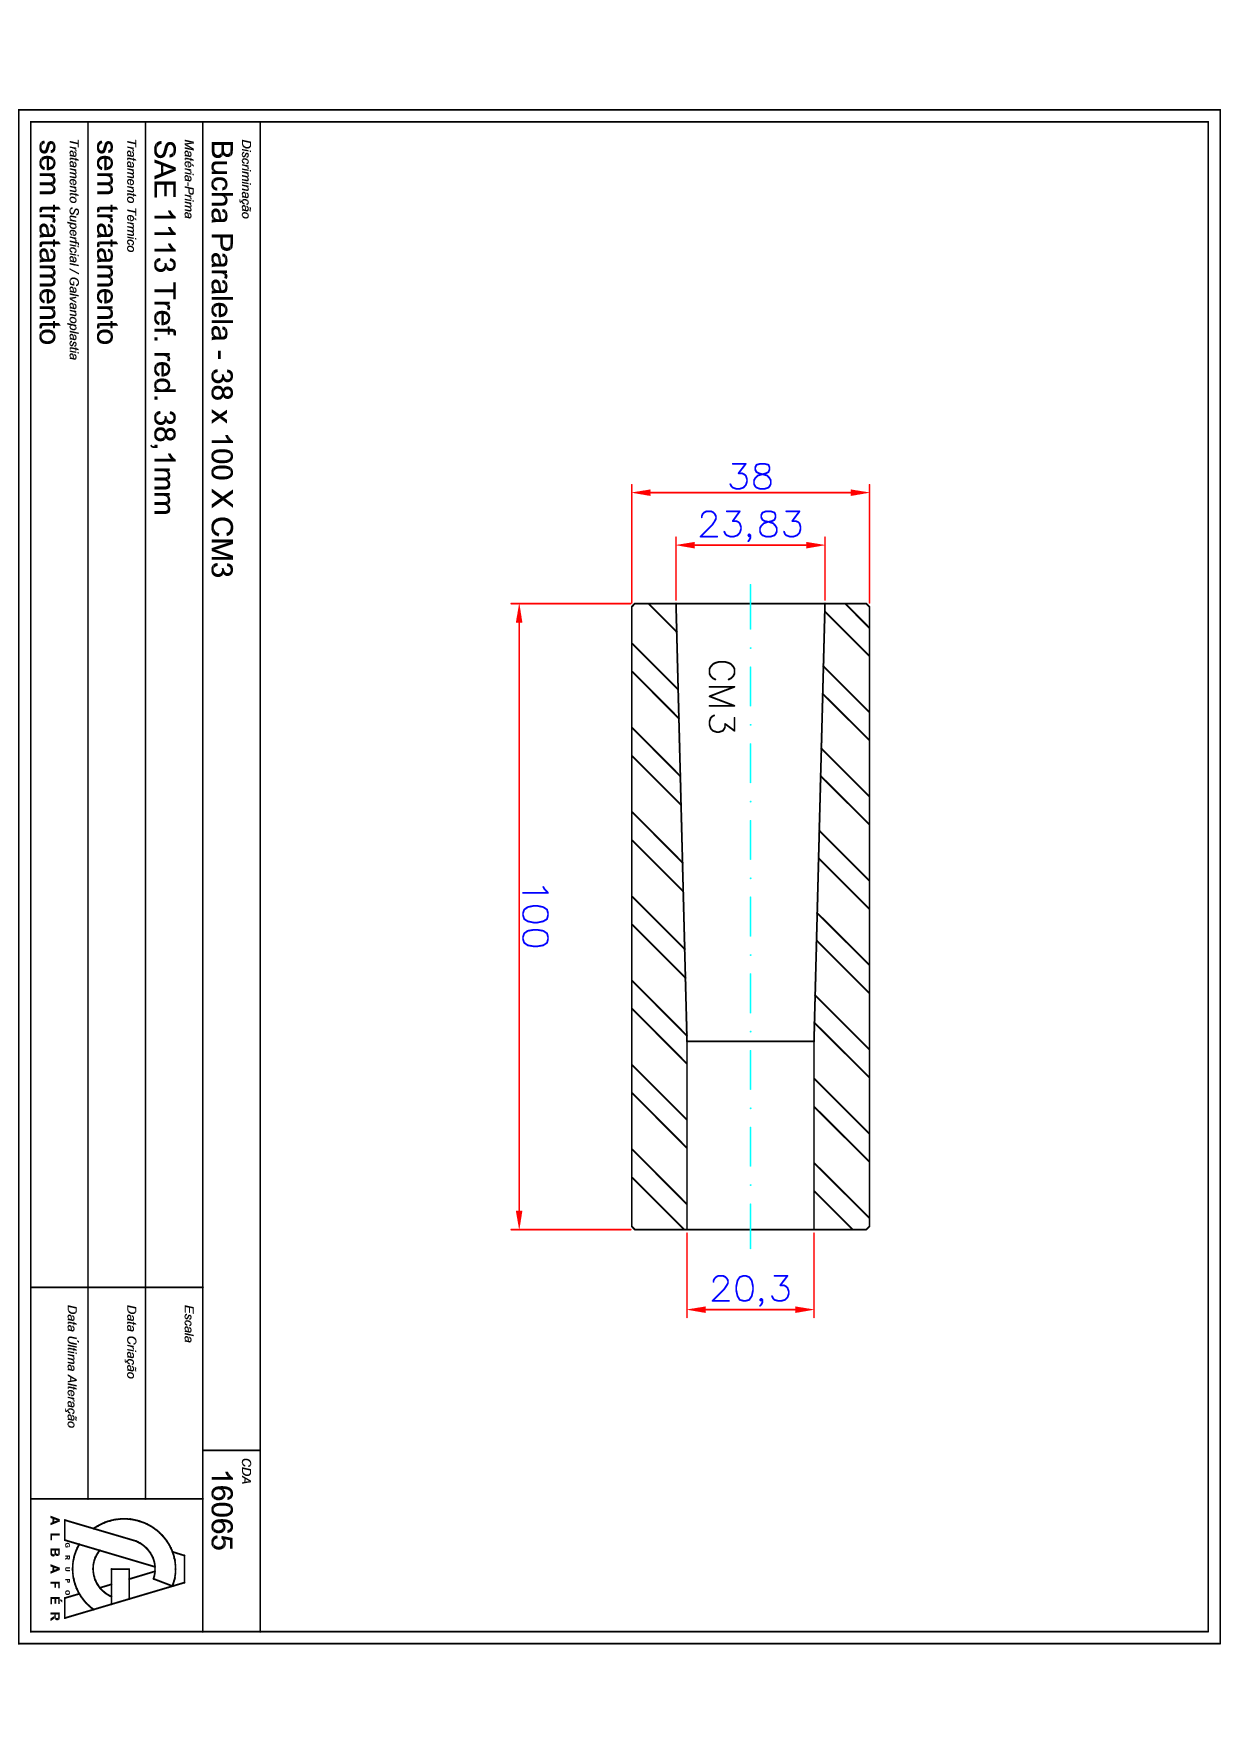 38
23,83
CM3
100
20,3
Discriminação
Bucha Paralela - 38 x 100 X CM3
CDA
16065
Matéria-Prima
SAE 1113 Tref. red. 38,1mm
Escala
Tratamento Térmico
sem tratamento
Data Criação
Tratamento Superficial / Galvanoplastia
sem tratamento
Data Última Alteração
GRUPO
ALBAFÉR